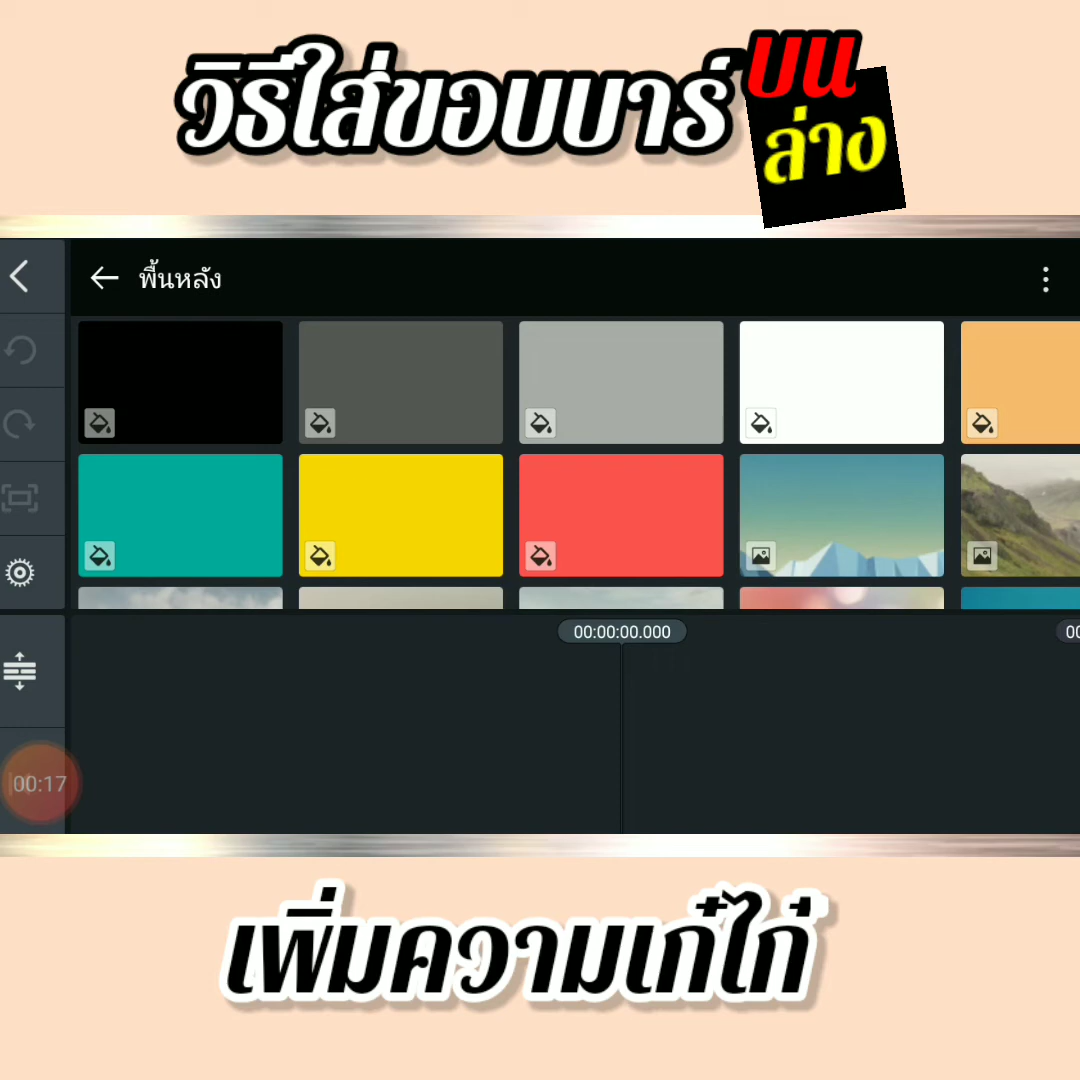 วิธีใส่ขอบบาร์ บน
ล่าง
พื้นหลัง
00:00:00.000
00:17
เพิ่มความเก๋ไก๋